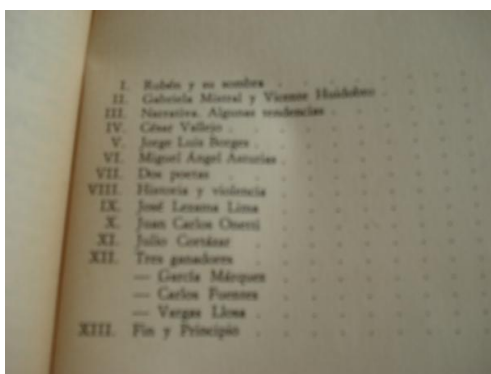 I. Rubén y su sombra . . . . . . . .
II. Gabriela Mistral y Vicente Huidobro . . . .
III. Narrativa. Algunas tendencias . . . . . .
IV. César Vallejo . . . . . . . . .
V. Jorge Luis Borges . . . . . . . . .
VI. Miguel Ángel Asturias . . . . . . . .
VII. Dos poetas . . . . . . . . .
VIII. Historia y violencia . . . . . . . .
IX. José Lezama Lima . . . . . . . .
X. Juan Carlos Onetti . . . . . . . .
XI. Julio Cortázar . . . . . . . . .
XII. Tres ganadores . . . . . . . . .
— García Márquez . . . . . . . .
— Carlos Fuentes . . . . . . . .
— Vargas Llosa . . . . . . . . .
XIII. Fin y Principio . . . . . . . . .